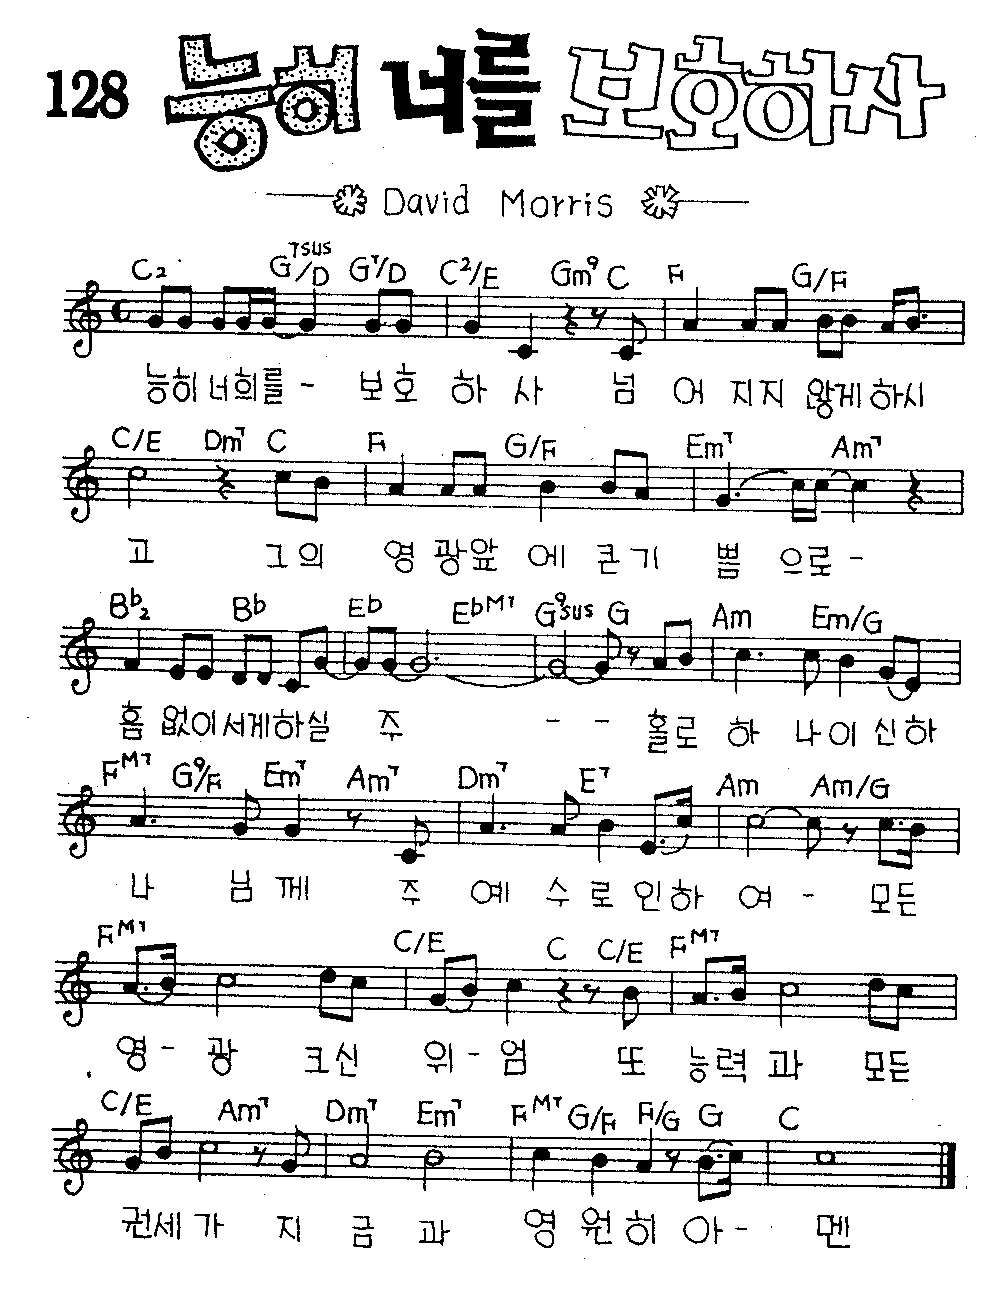 128 능히 너를 보호하사
David Morris
C2 G7sus/D G7/D C2/E Gm9 C F G/F
능히 너희를 - 보호 하 사 넘 어 지지 않게 하시
C/E Dm7 C F G/F Em7 Am7
고 그의 영 광앞 에 큰기 쁨 으로 -
Bb2 Bb Eb EbM7 G9sus G Am Em/G
흠 없이서게하실 주 - - 홀로 하 나이 신하
FM7 G9/F Em7 Am7 Dm7 E7 Am Am/G
나 님 께 주 예 수 로 인하 여 - 모든
FM7 C/E C C/E FM7
영 - 광 크신 위 - 엄 또 능력 과 모든
C/E Am7 Dm7 Em7 FM7 G/F F/G G C
권세 가 지 금 과 영 원 히 아 - 멘